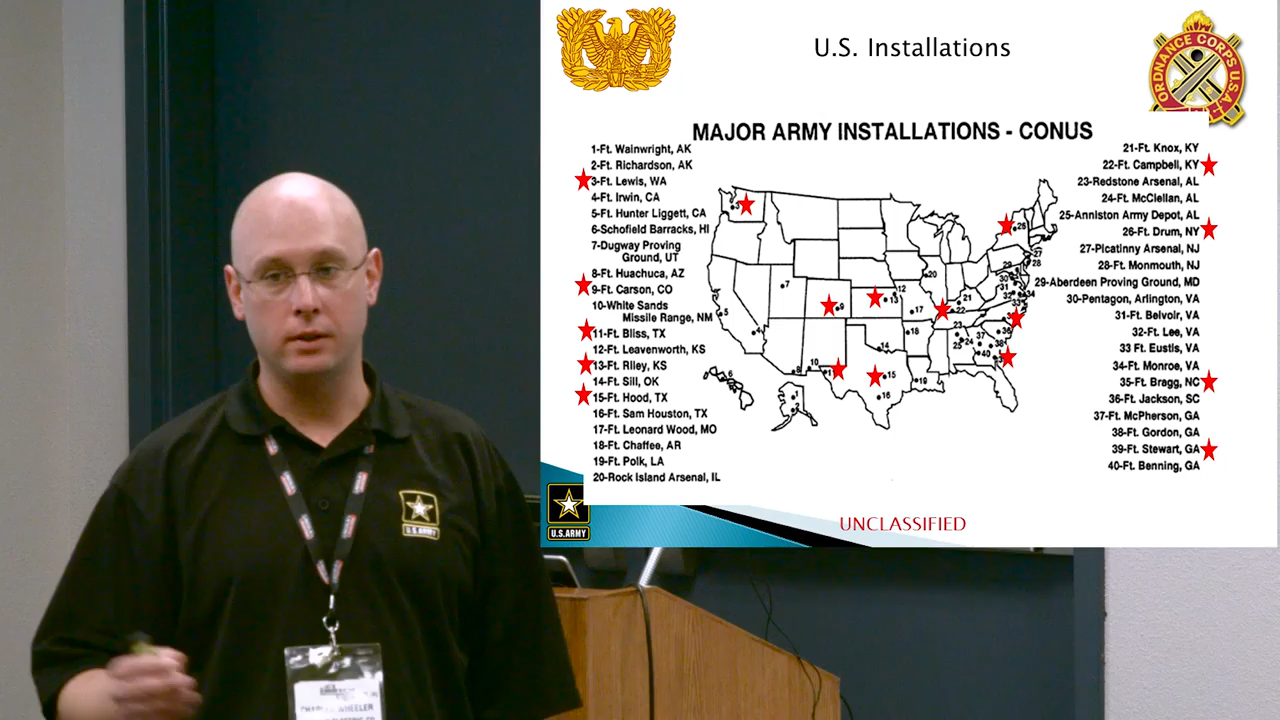 U.S. Installations
ORDNANCE CORPS U.S.A.
MAJOR ARMY INSTALLATIONS - CONUS
1-Ft. Wainwright, AK
2-Ft. Richardson, AK
3-Ft. Lewis, WA
4-Ft. Irwin, CA
5-Ft. Hunter Liggett, CA
6-Schofield Barracks, HI
7-Dugway Proving
Ground, UT
8-Ft. Huachuca, AZ
9-Ft. Carson, CO
10-White Sands
Missile Range, NM
11-Ft. Bliss, TX
12-Ft. Leavenworth, KS
13-Ft. Riley, KS
14-Ft. Sill, OK
15-Ft. Hood, TX
16-Ft. Sam Houston, TX
17-Ft. Leonard Wood, MO
18-Ft. Chaffee, AR
19-Ft. Polk, LA
20-Rock Island Arsenal, IL
21-Ft. Knox, KY
22-Ft. Campbell, KY
23-Redstone Arsenal, AL
24-Ft. McClellan, AL
25-Anniston Army Depot, AL
26-Ft. Drum, NY
27-Picatinny Arsenal, NJ
28-Ft. Monmouth, NJ
29-Aberdeen Proving Ground, MD
30-Pentagon, Arlington, VA
31-Ft. Belvoir, VA
32-Ft. Lee, VA
33 Ft. Eustis, VA
34-Ft. Monroe, VA
35-Ft. Bragg, NC
36-Ft. Jackson, SC
37-Ft. McPherson, GA
38-Ft. Gordon, GA
39-Ft. Stewart, GA
40-Ft. Benning, GA
U.S.ARMY
UNCLASSIFIED
U.S.ARMY
WHEELER